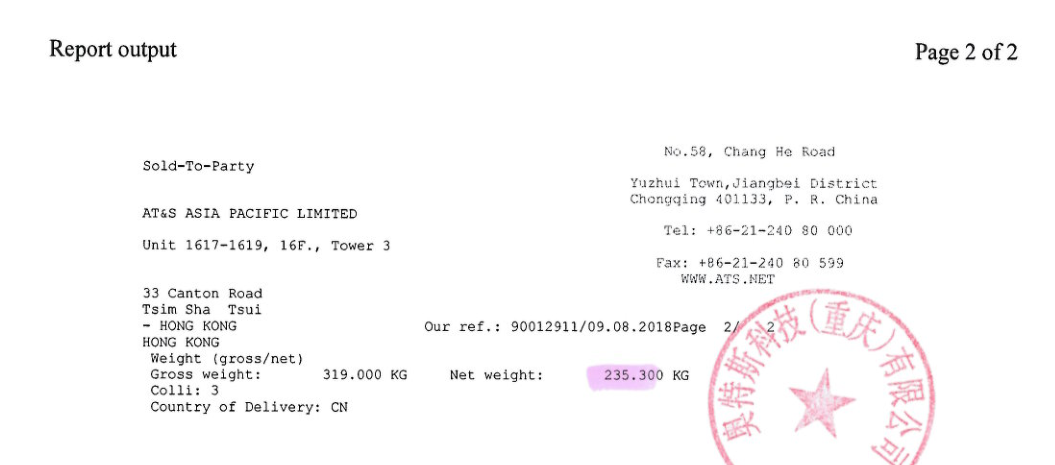 Report output
Page 2 of 2
No.58, Chang He Road
Sold-To-Party
Yuzhui Town,Jiangbei District
Chongqing 401133, P. R. China
AT&S ASIA PACIFIC LIMITED
Tel: +86-21-240 80 000
Unit 1617-1619, 16F., Tower 3
Fax: +86-21-240 80 599
WWW.ATS.NET
33 Canton Road
Tsim Sha Tsui
- HONG KONG
Our ref.: 90012911/09.08.2018Page 2/ 2
HONG KONG
Weight (gross/net)
Gross weight: 319.000 KG Net weight: 235.300 KG
Colli: 3
Country of Delivery: CN
奥特斯科技(重庆)有限公司